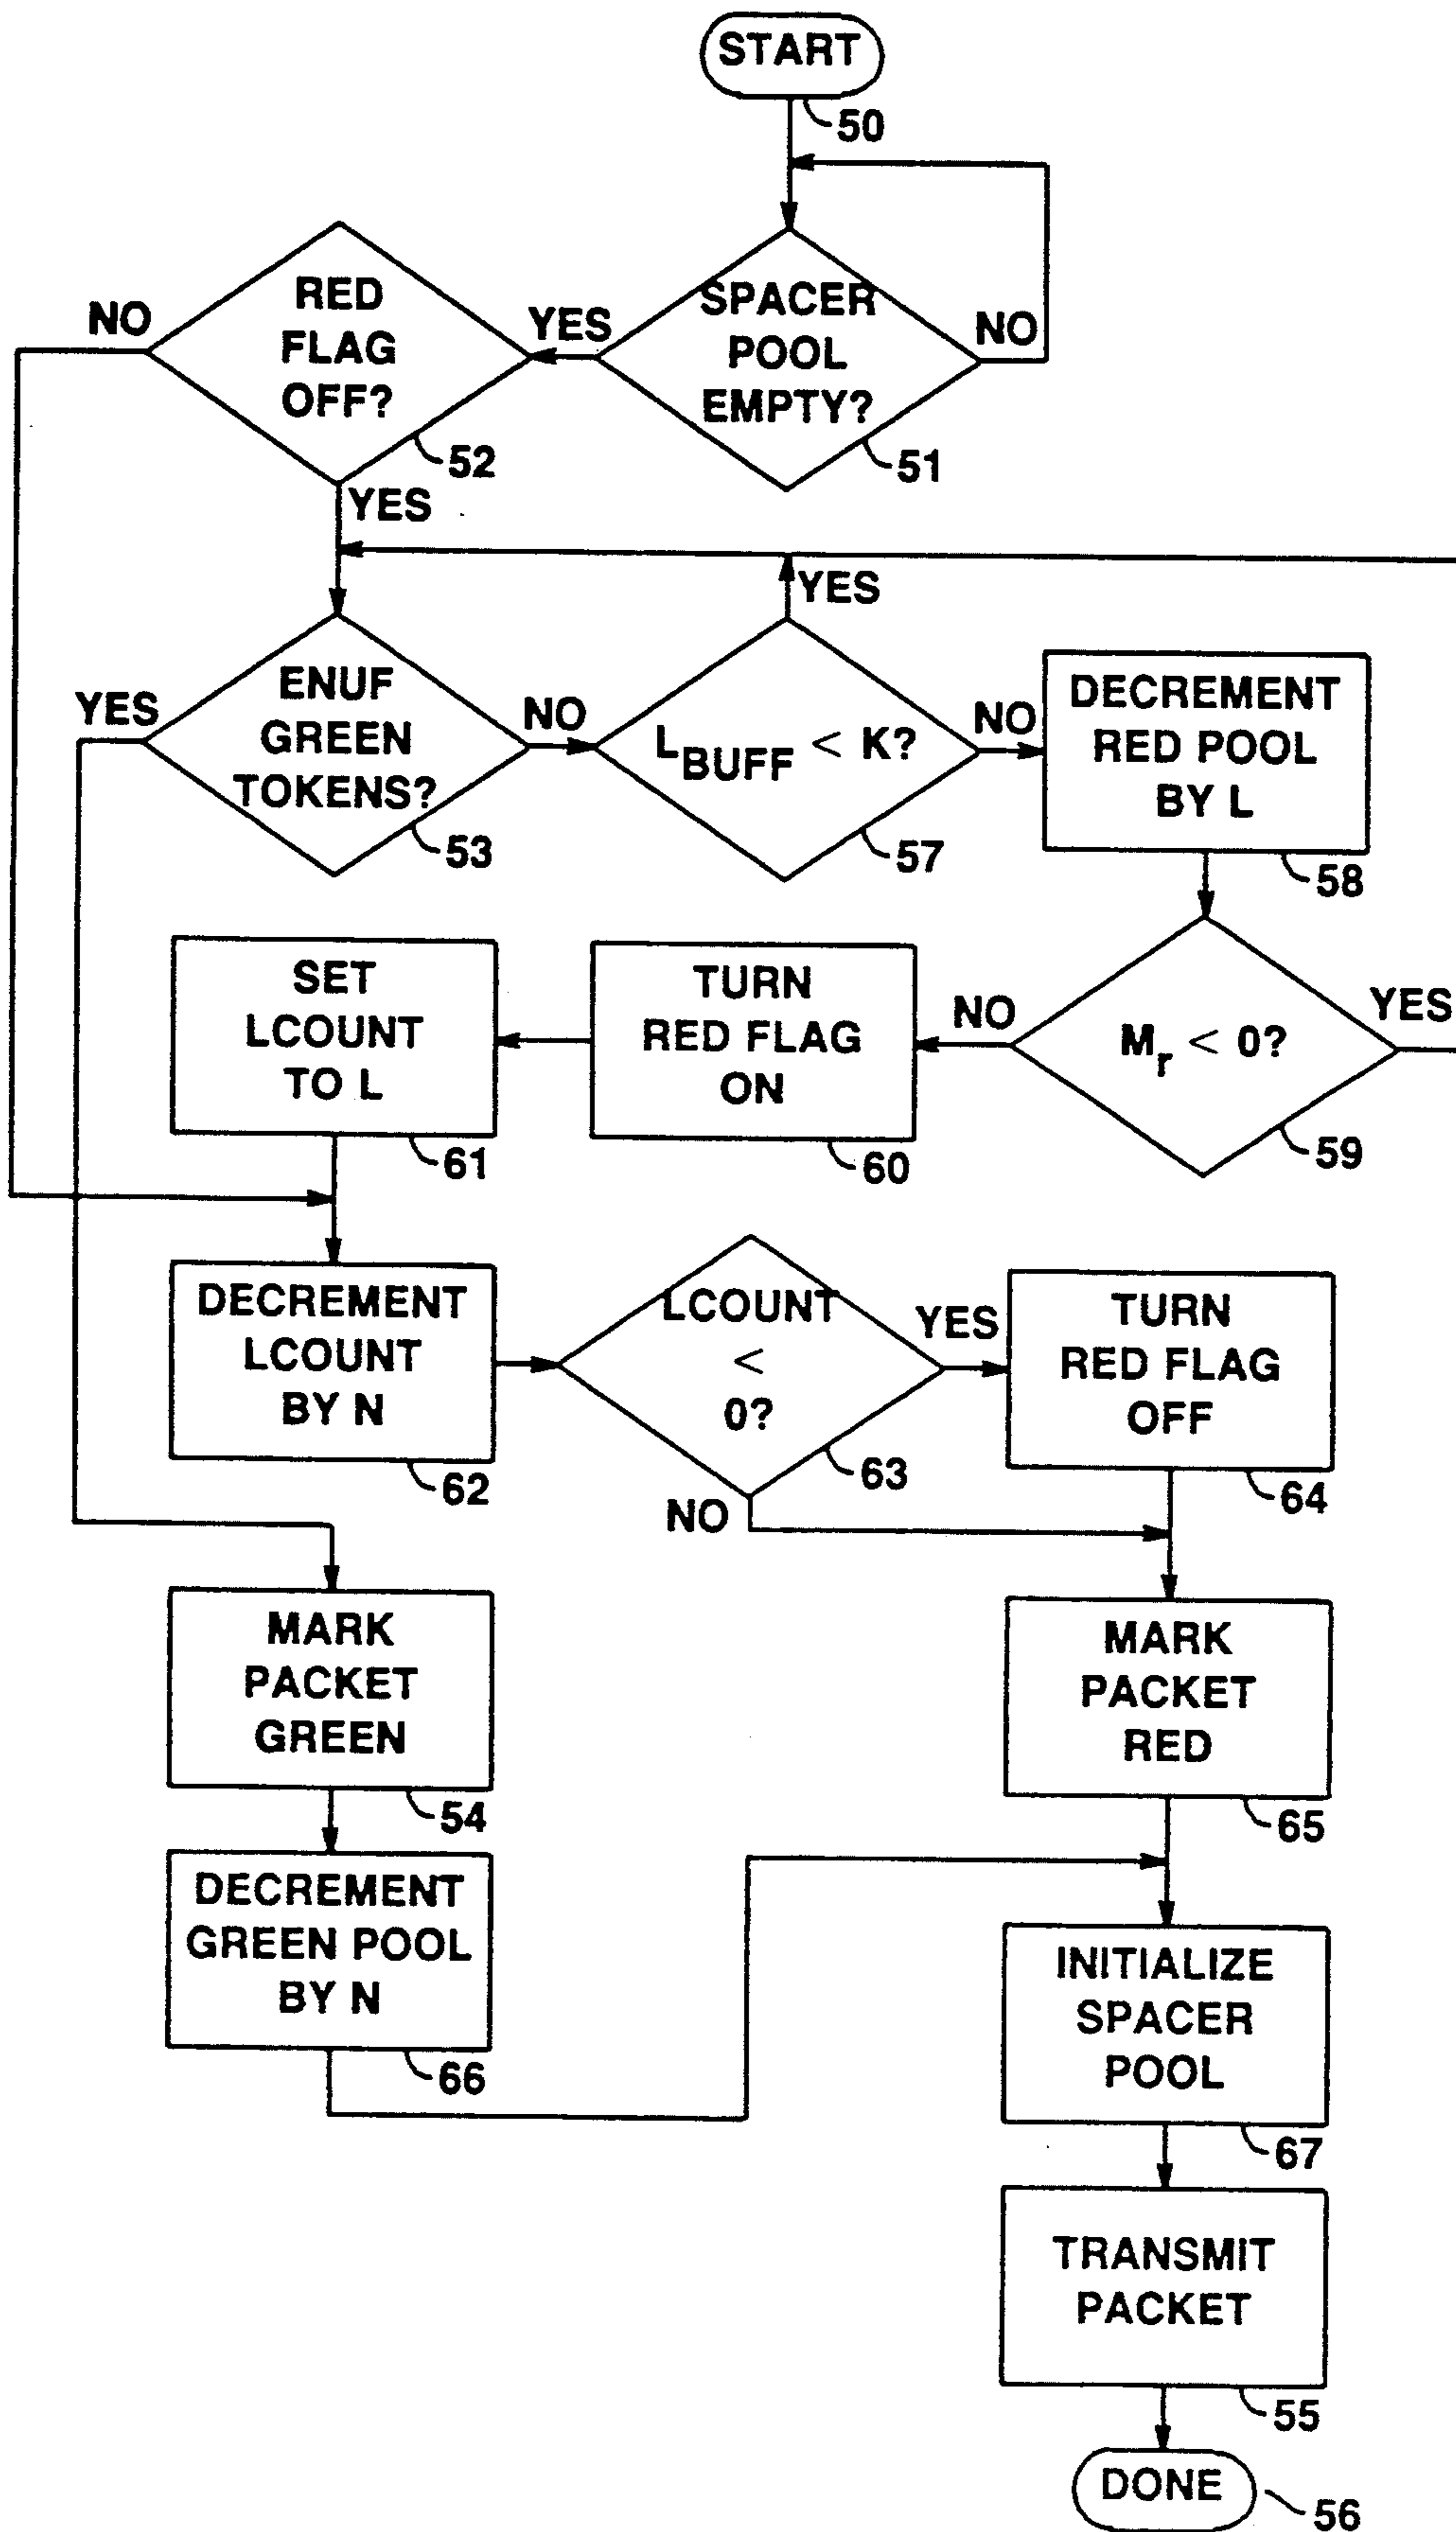 START
50
RED
FLAG
OFF?
NO
YES
52
SPACER
POOL
EMPTY?
YES
NO
51
ENUF
GREEN
TOKENS?
YES
NO
53
LBUFF < K?
YES
NO
57
DECREMENT
RED POOL
BY L
58
SET
LCOUNT
TO L
61
TURN
RED FLAG
ON
60
Mr < 0?
NO
YES
59
DECREMENT
LCOUNT
BY N
62
LCOUNT
<
0?
YES
NO
63
TURN
RED FLAG
OFF
64
MARK
PACKET
GREEN
54
MARK
PACKET
RED
65
DECREMENT
GREEN POOL
BY N
66
INITIALIZE
SPACER
POOL
67
TRANSMIT
PACKET
55
DONE
56